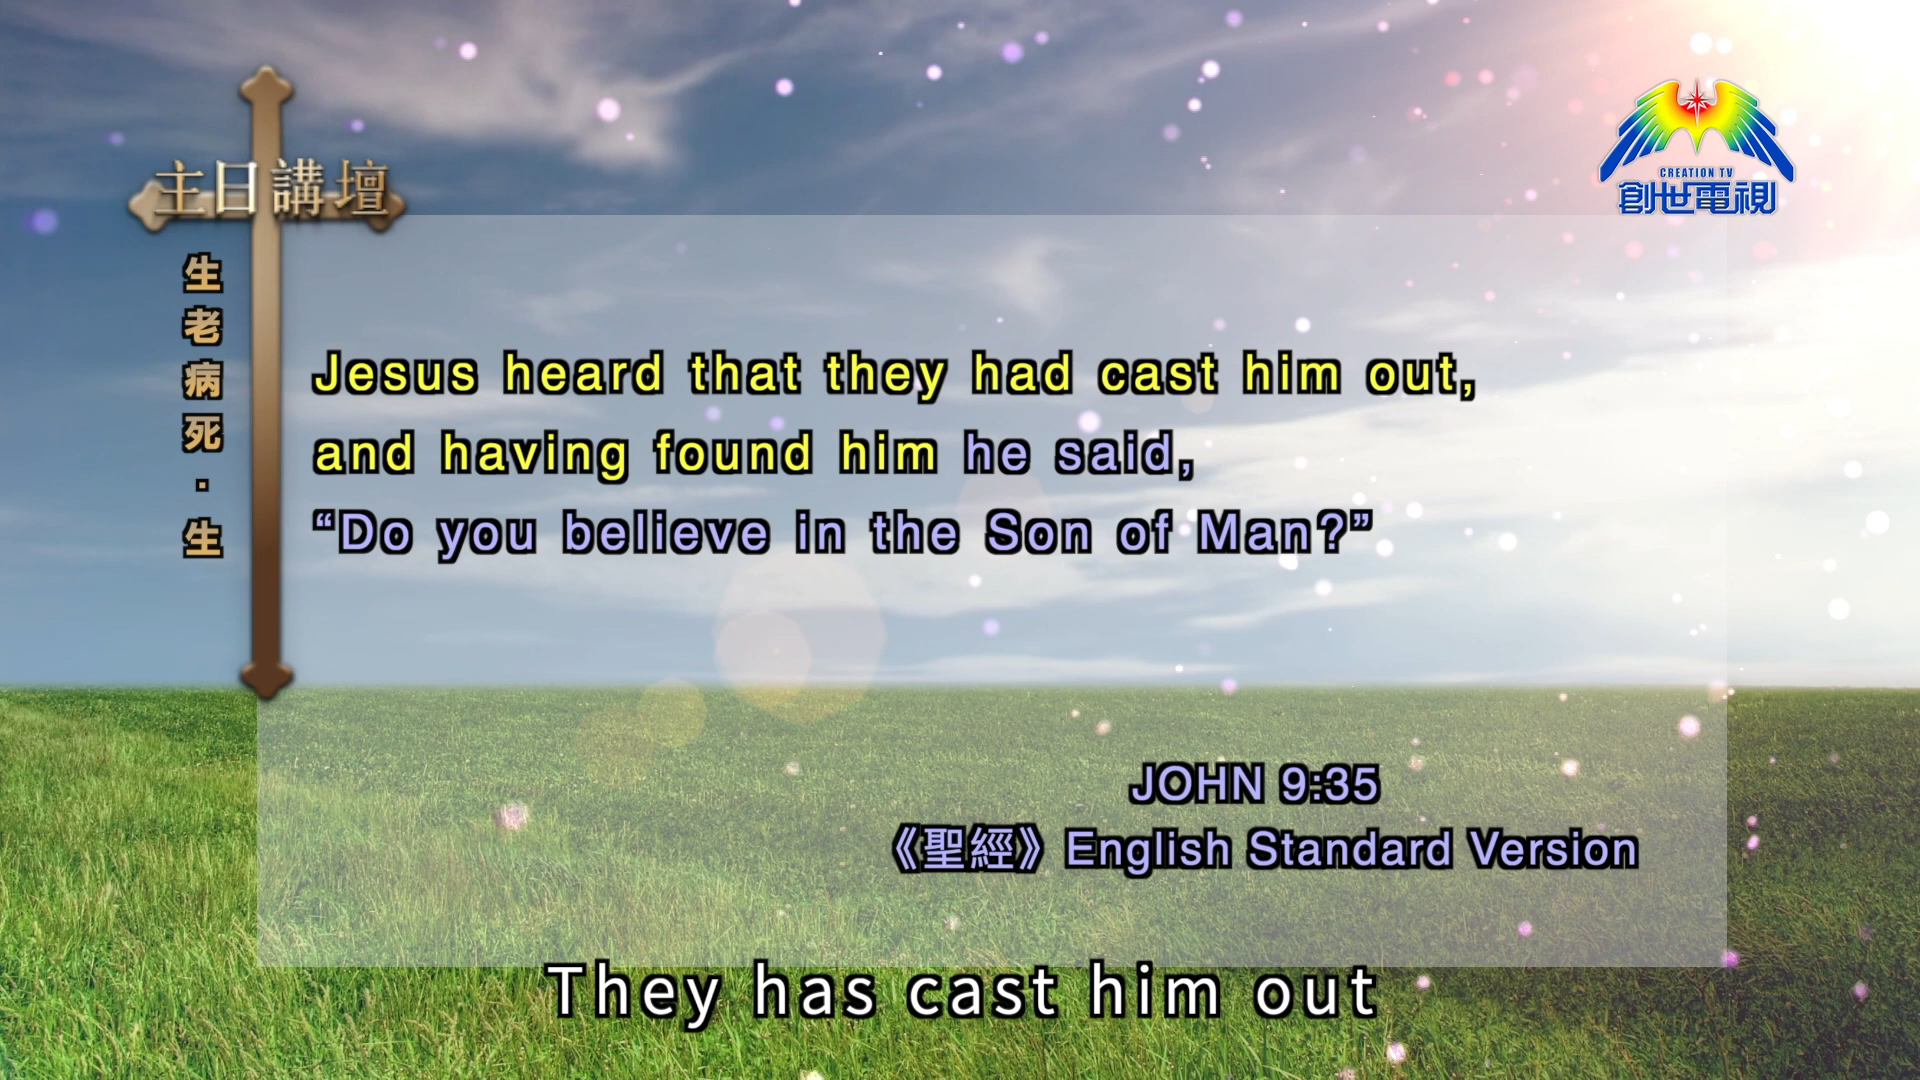 主日講壇
CREATION TV
創世電視
生老病死·生
Jesus heard that they had cast him out,
and having found him he said,
“Do you believe in the Son of Man?”
JOHN 9:35
《聖經》English Standard Version
They has cast him out